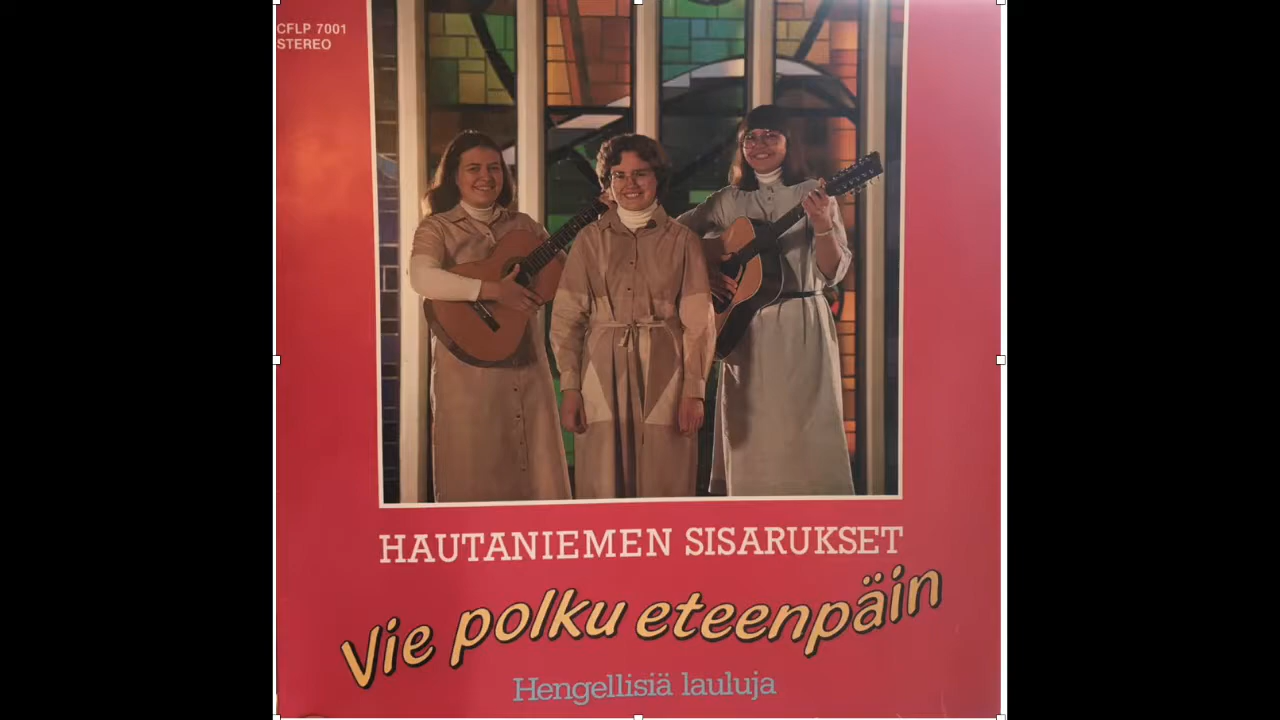 CFLP 7001
STEREO
HAUTANIEMEN SISARUKSET
Vie polku eteenpäin
Hengellisiä lauluja